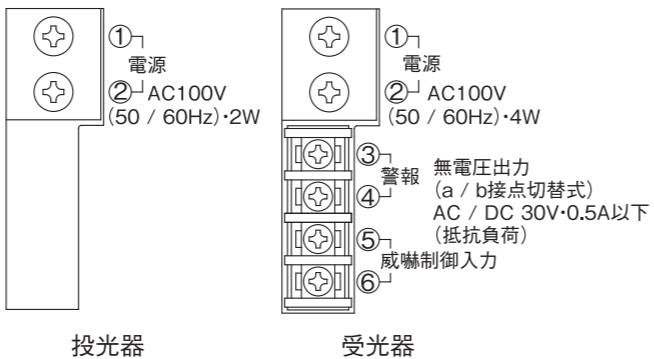 ①
電源
② AC100V
(50 / 60Hz)・2W
投光器
①
電源
② AC100V
(50 / 60Hz)・4W
③
警報
④
無電圧出力
(a / b接点切替式)
AC / DC 30V・0.5A以下
(抵抗負荷)
⑤
威嚇制御入力
⑥
受光器